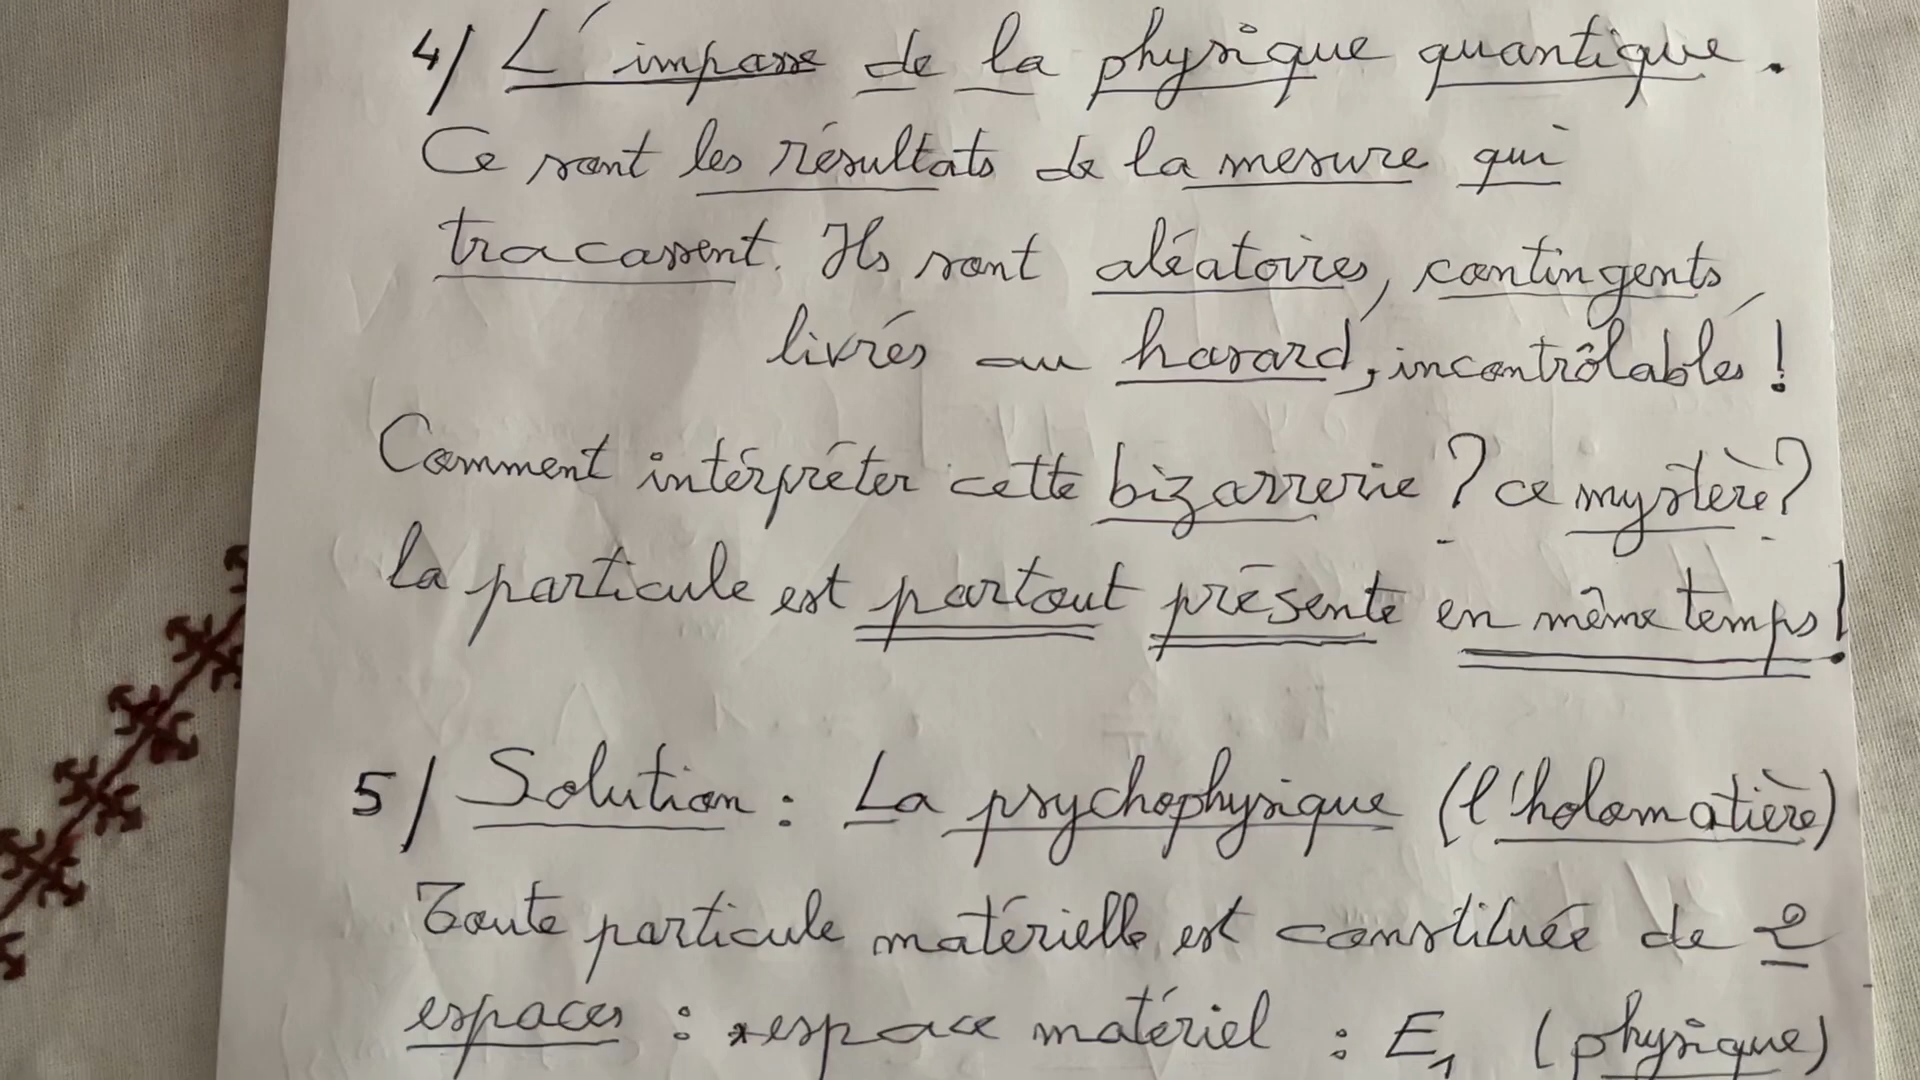 4/ L'impasse de la physique quantique.
Ce sont les résultats de la mesure qui
tracassent. Ils sont aléatoires, contingents,
livrés au hasard, incontrôlables !
Comment intérpréter cette bizarrerie ? ce mystère ?
la particule est partout présente en même temps !
5/ Solution : La psychophysique (l'holomatière)
Toute particule matérielle est constituée de 2
espaces : *espace matériel : E1 (physique)